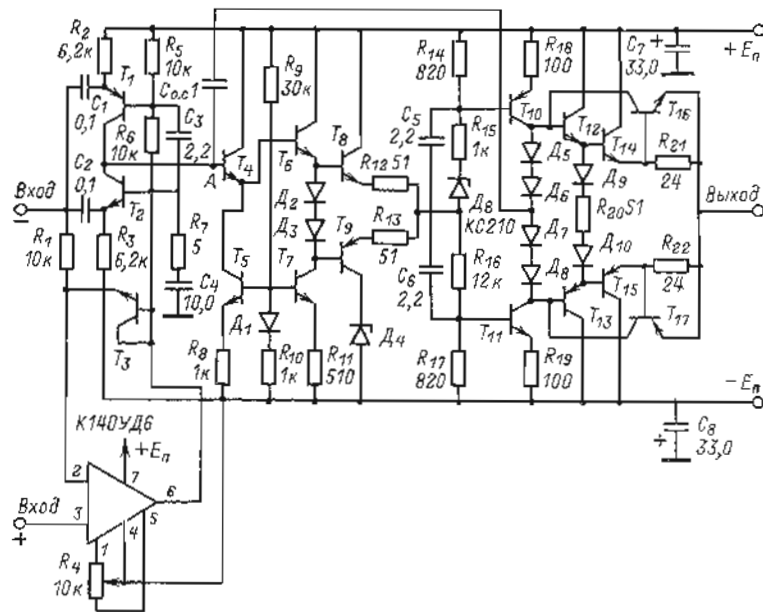 R2
6,2к
R5
10к
T1
C1
0,1
R6
10к
C3
2,2
Cо.с1
R9
30к
T4
A
T6
T8
R12 51
Д2
Д3
R13
51
T9
C2
0,1
T2
Вход
−
R1
10к
R3
6,2к
R7
5
C4
10,0
T3
T5
T7
Д1
R8
1к
R10
1к
R11
510
Д4
R14
820
R18
100
C5
2,2
R15
1к
Д8
КС210
C6
2,2
R16
12к
R17
820
T10
T11
R19
100
Д5
Д6
Д7
Д8
T12
T14
Д9
R20 51
Д10
T15
T13
T16
R21
24
Выход
R22
24
T17
C7
+
33,0
+Eп
−Eп
C8
+
33,0
К140УД6
+Eп
2
7
6
Вход
3
5
+
4
1
R4
10к